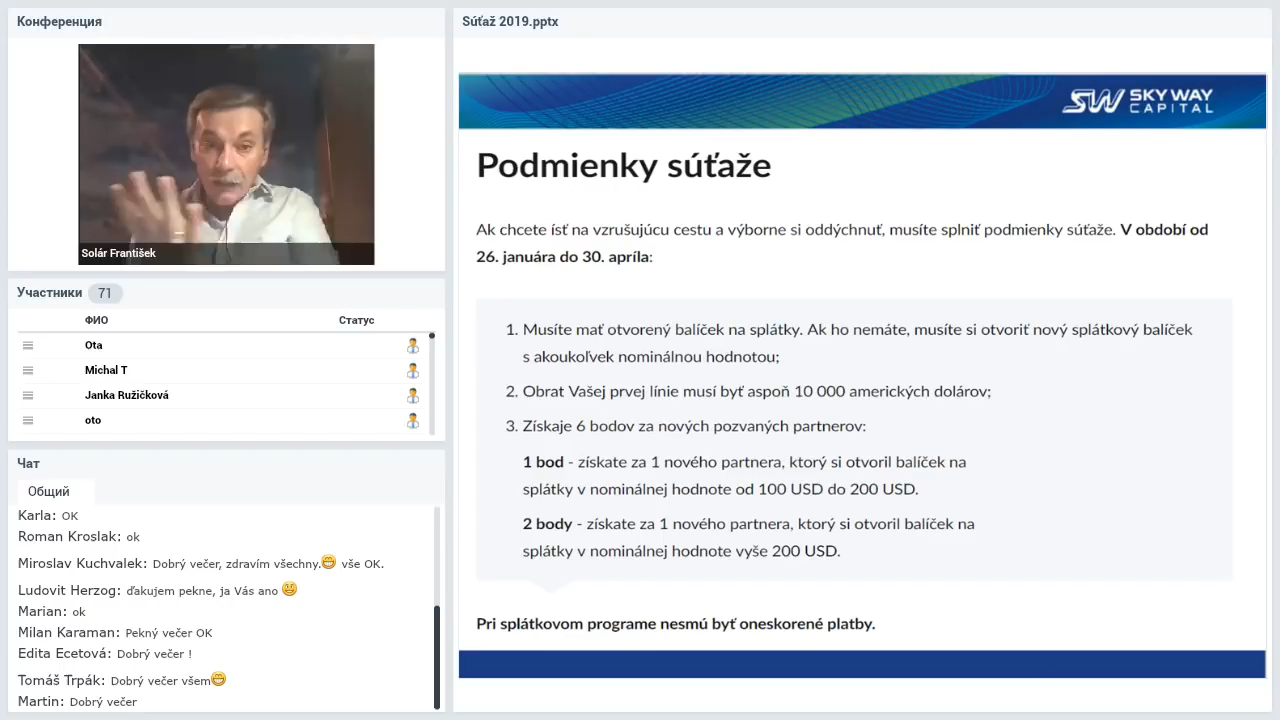 Конференция
Solár František
Участники 71
ФИО Статус
Ota
Michal T
Janka Ružičková
oto
Чат
Общий
Karla: OK
Roman Kroslak: ok
Miroslav Kuchvalek: Dobrý večer, zdravím všechny. vše OK.
Ludovit Herzog: ďakujem pekne, ja Vás ano
Marian: ok
Milan Karaman: Pekný večer OK
Edita Ecetová: Dobrý večer !
Tomáš Trpák: Dobrý večer všem
Martin: Dobrý večer
Súťaž 2019.pptx
SW SKY WAY
CAPITAL
Podmienky súťaže
Ak chcete ísť na vzrušujúcu cestu a výborne si oddýchnuť, musíte splniť podmienky súťaže. V období od
26. januára do 30. apríla:
1. Musíte mať otvorený balíček na splátky. Ak ho nemáte, musíte si otvoriť nový splátkový balíček
s akoukoľvek nominálnou hodnotou;
2. Obrat Vašej prvej línie musí byť aspoň 10 000 amerických dolárov;
3. Získaje 6 bodov za nových pozvaných partnerov:
1 bod - získate za 1 nového partnera, ktorý si otvoril balíček na
splátky v nominálnej hodnote od 100 USD do 200 USD.
2 body - získate za 1 nového partnera, ktorý si otvoril balíček na
splátky v nominálnej hodnote vyše 200 USD.
Pri splátkovom programe nesmú byť oneskorené platby.